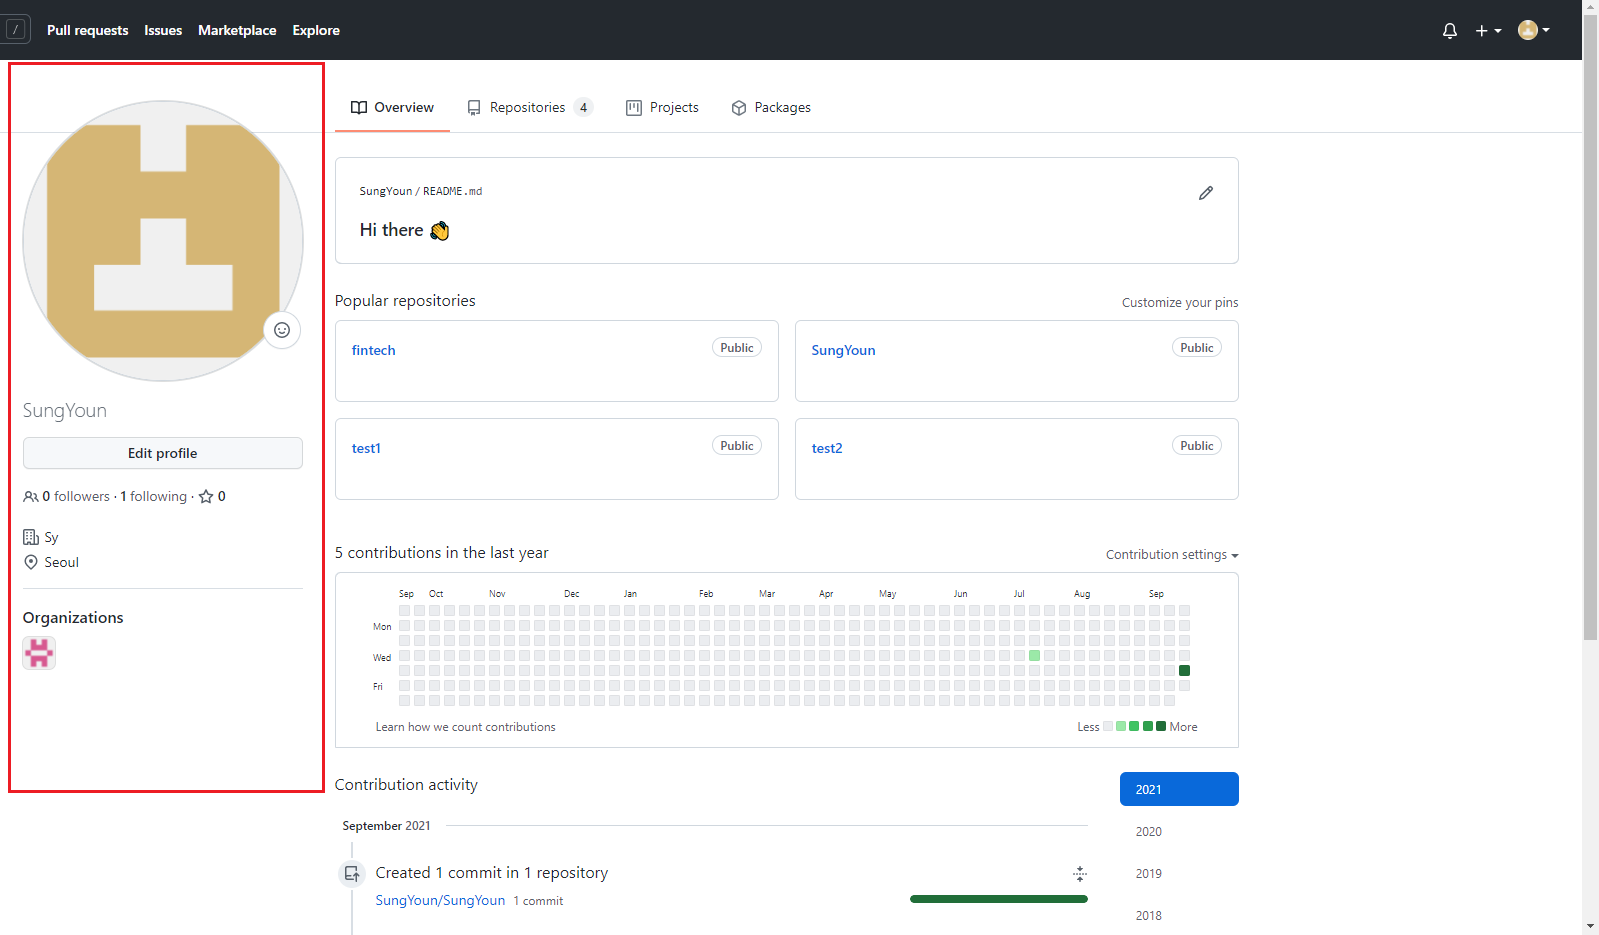 / Pull requests Issues Marketplace Explore
Overview Repositories 4 Projects Packages
SungYoun / README.md
Hi there 👋
SungYoun
Edit profile
0 followers · 1 following · 0
Sy
Seoul
Organizations
Popular repositories Customize your pins
fintech Public
SungYoun Public
test1 Public
test2 Public
5 contributions in the last year Contribution settings
Sep Oct Nov Dec Jan Feb Mar Apr May Jun Jul Aug Sep
Mon
Wed
Fri
Learn how we count contributions Less More
Contribution activity
2021
2020
2019
2018
September 2021
Created 1 commit in 1 repository
SungYoun/SungYoun 1 commit